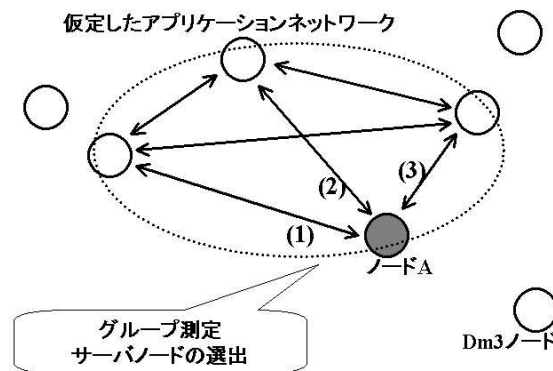 仮定したアプリケーションネットワーク
(2)
(3)
(1)
ノードA
グループ測定
サーバノードの選出
Dm3ノード